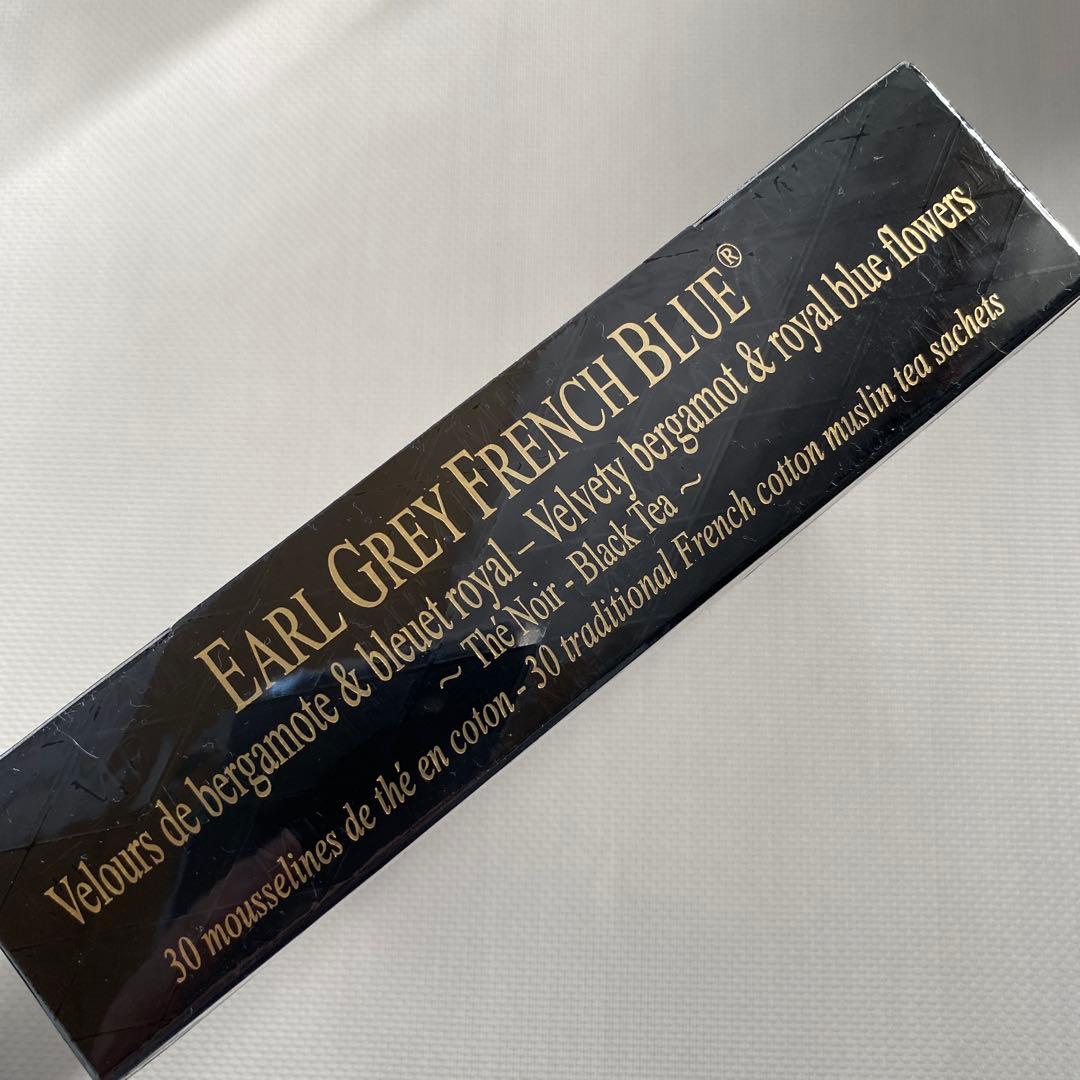 EARL GREY FRENCH BLUE®
Velours de bergamote & bleuet royal – Velvety bergamot & royal blue flowers
~ Thé Noir - Black Tea ~
30 mousselines de thé en coton - 30 traditional French cotton muslin tea sachets